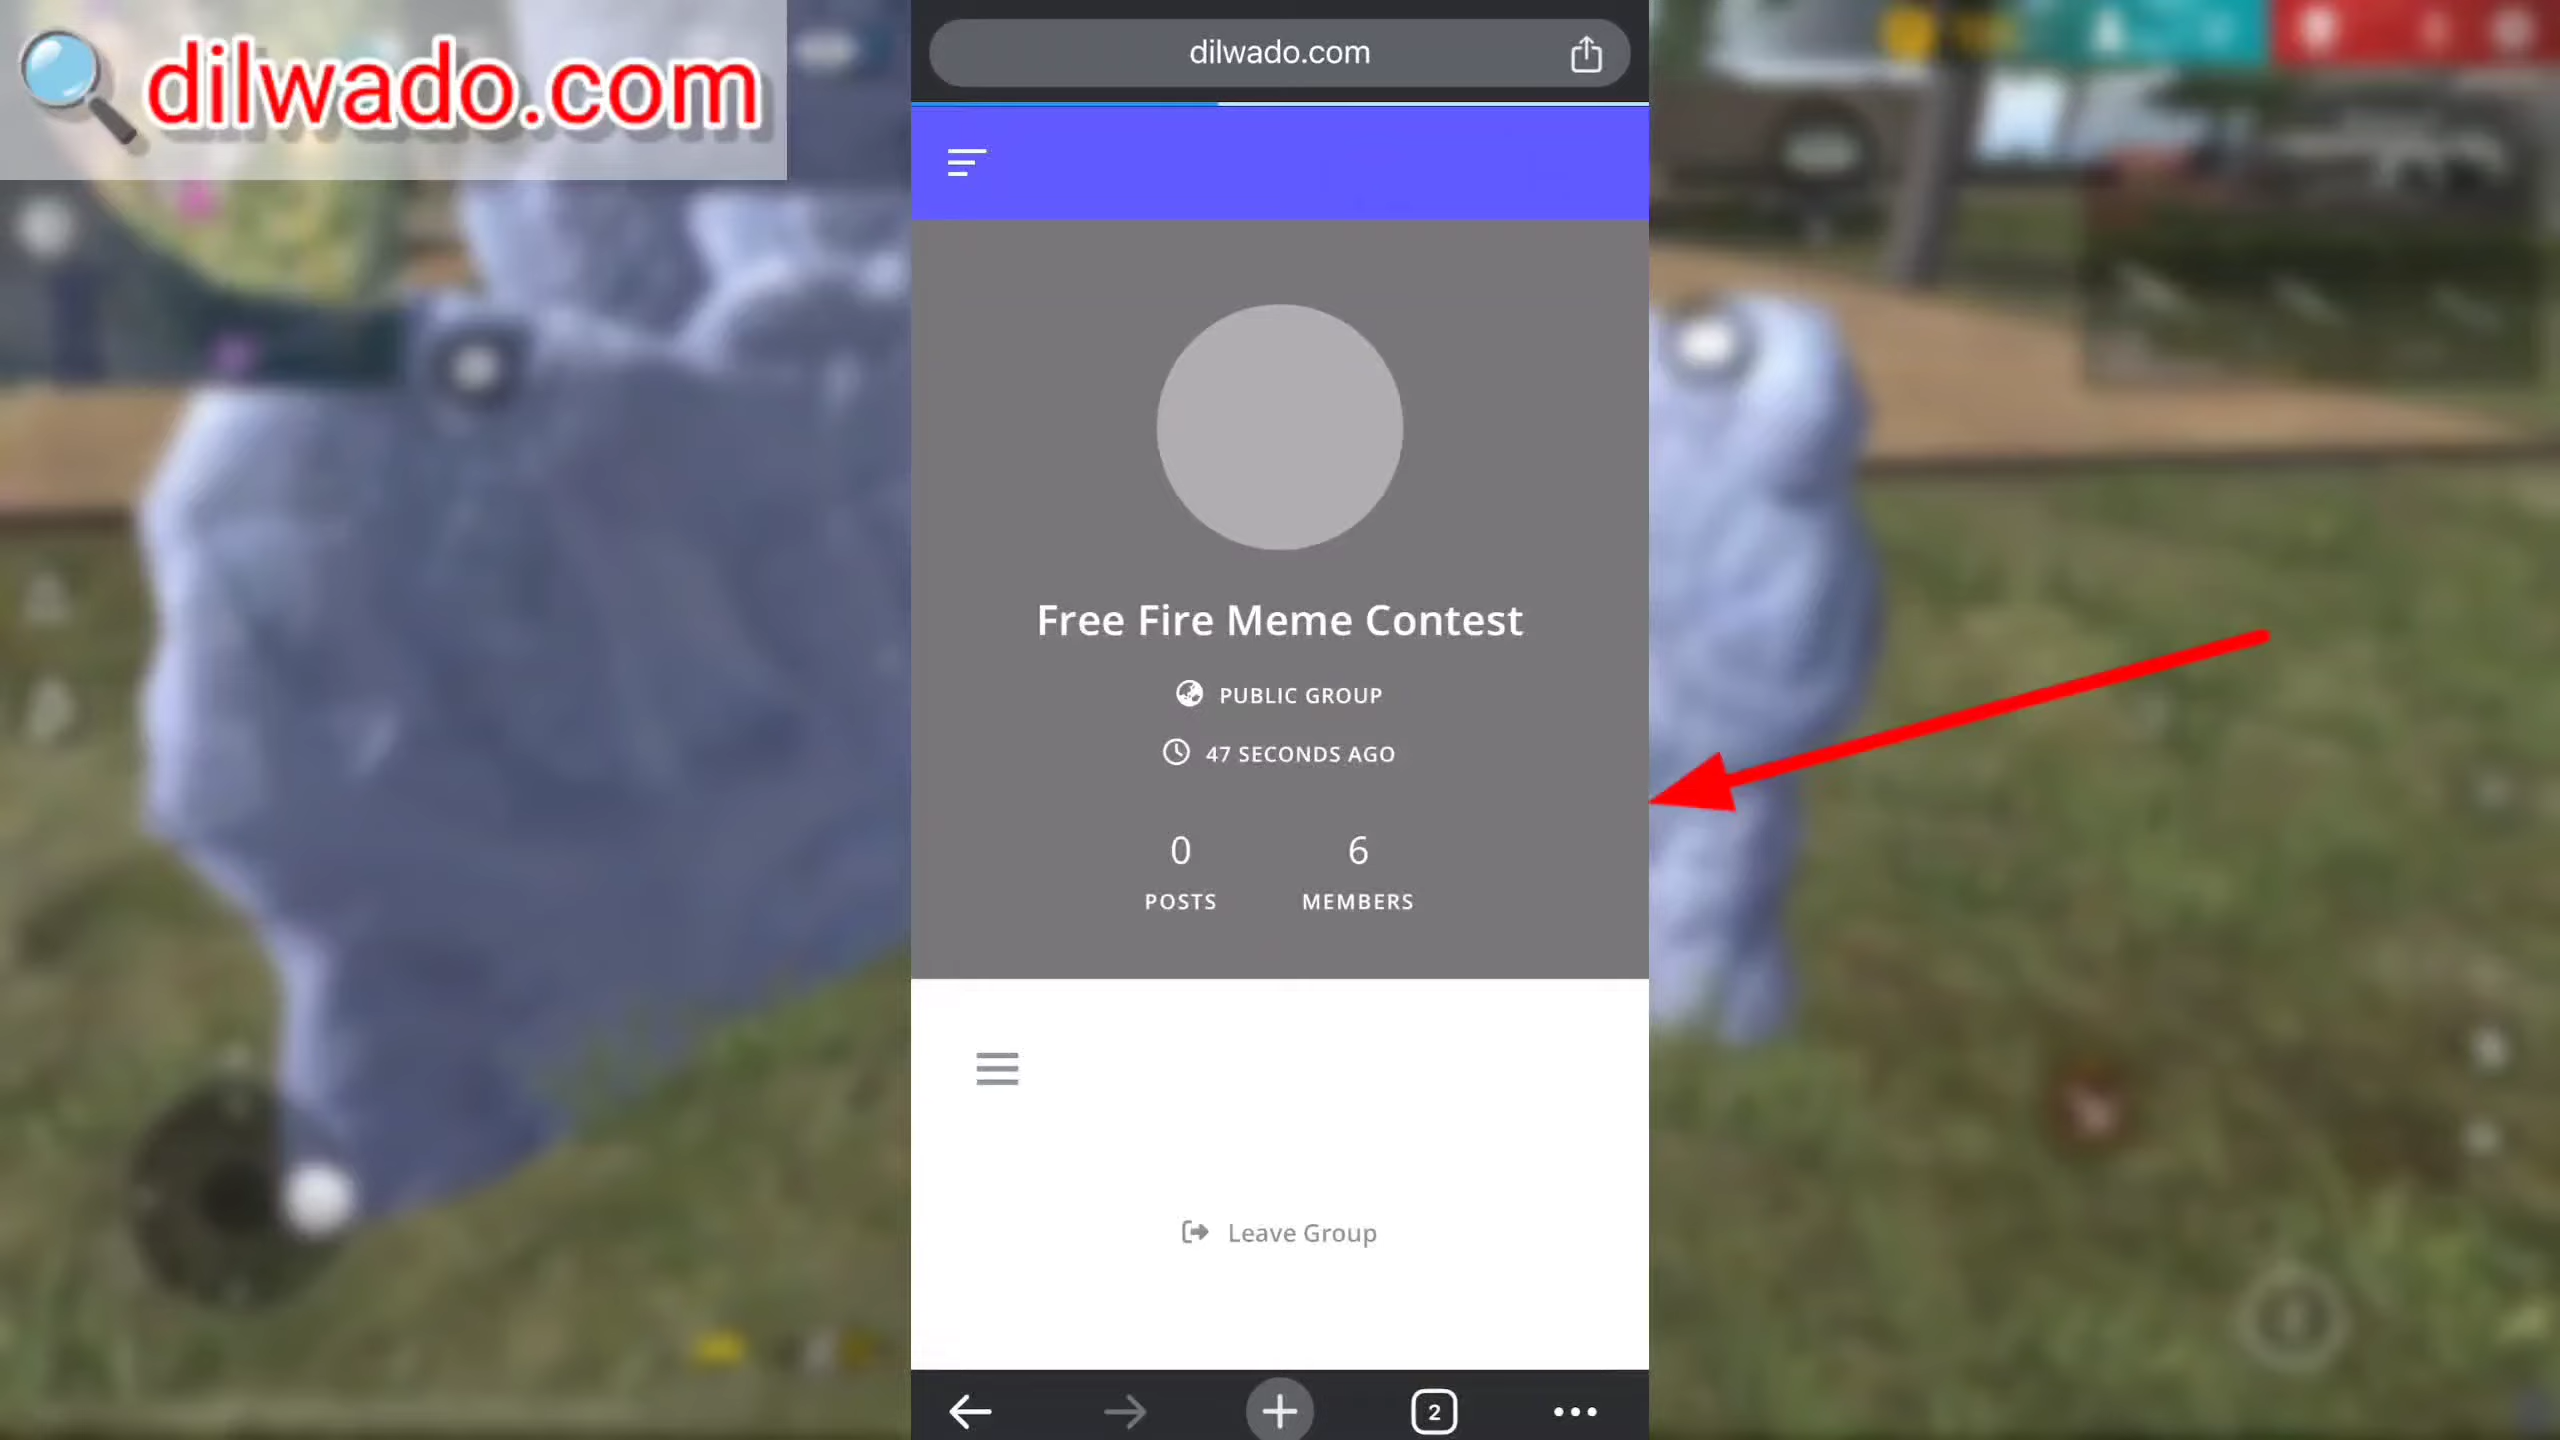 dilwado.com
dilwado.com
Free Fire Meme Contest
PUBLIC GROUP
47 SECONDS AGO
0 6
POSTS MEMBERS
Leave Group
2